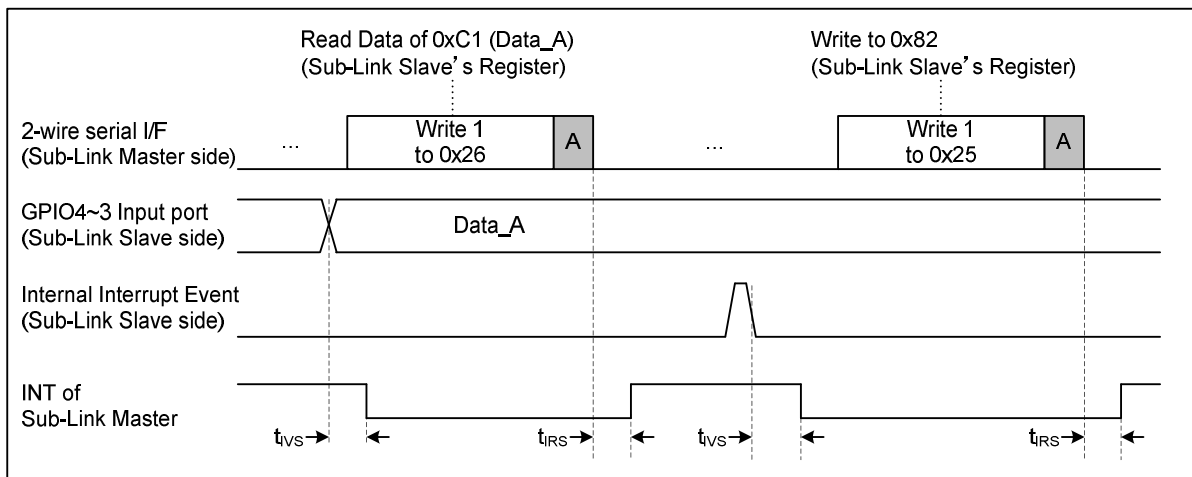 Read Data of 0xC1 (Data_A)
(Sub-Link Slave’s Register)
Write to 0x82
(Sub-Link Slave’s Register)
2-wire serial I/F
(Sub-Link Master side)
...
Write 1
to 0x26
A
...
Write 1
to 0x25
A
GPIO4~3 Input port
(Sub-Link Slave side)
Data_A
Internal Interrupt Event
(Sub-Link Slave side)
INT of
Sub-Link Master
tIVS
tIRS
tIVS
tIRS